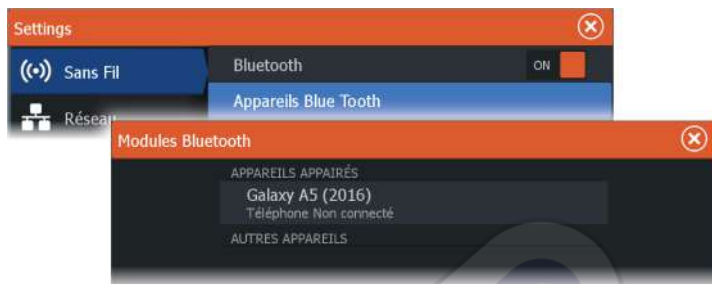 Settings
Sans Fil
Bluetooth
ON
Appareils Blue Tooth
Réseau
Modules Bluetooth
APPAREILS APPAIRÉS
Galaxy A5 (2016)
Téléphone Non connecté
AUTRES APPAREILS